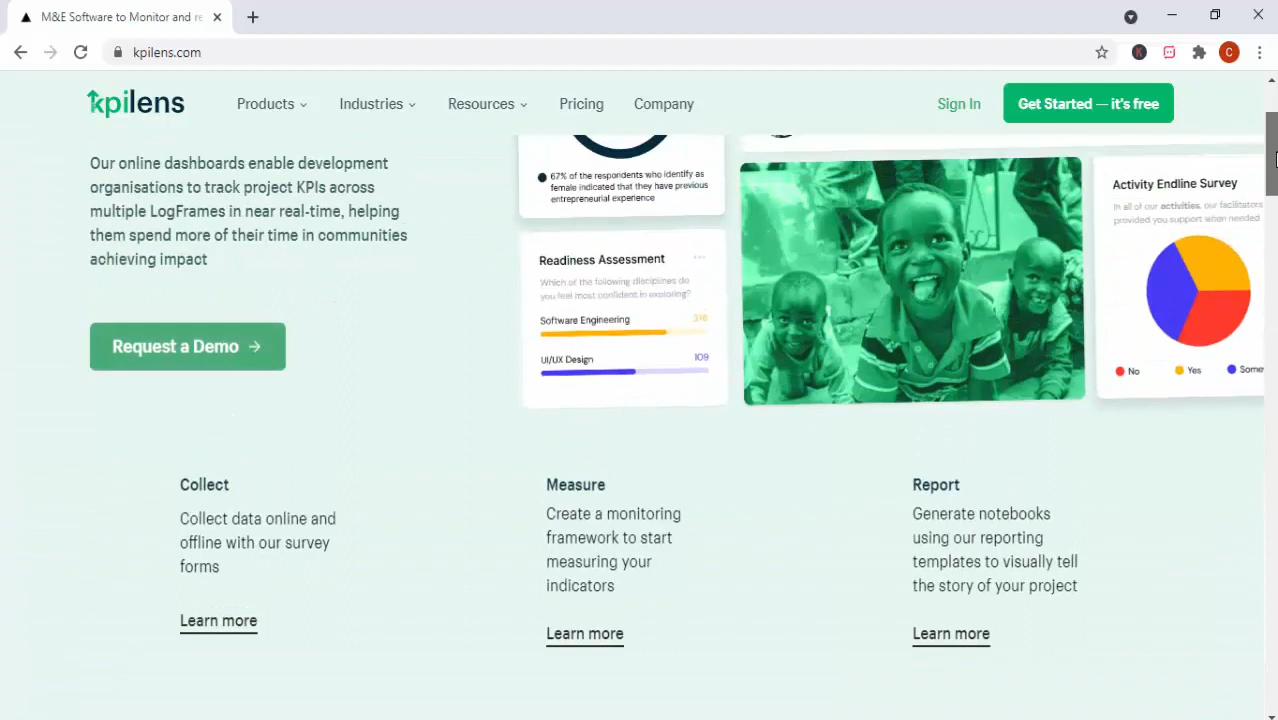 M&E Software to Monitor and re
kpilens.com
C
kpilens
Products
Industries
Resources
Pricing
Company
Sign In
Get Started — it's free
Our online dashboards enable development
organisations to track project KPIs across
multiple LogFrames in near real-time, helping
them spend more of their time in communities
achieving impact
Request a Demo →
67% of the respondents who identify as
female indicated that they have previous
entrepreneurial experience
Readiness Assessment
Which of the following disciplines do
you feel most confident in exploring?
Software Engineering 316
UI/UX Design 109
Activity Endline Survey
In all of our activities, our facilitators
provided you support when needed
No
Yes
Some
Collect
Collect data online and
offline with our survey
forms
Learn more
Measure
Create a monitoring
framework to start
measuring your
indicators
Learn more
Report
Generate notebooks
using our reporting
templates to visually tell
the story of your project
Learn more